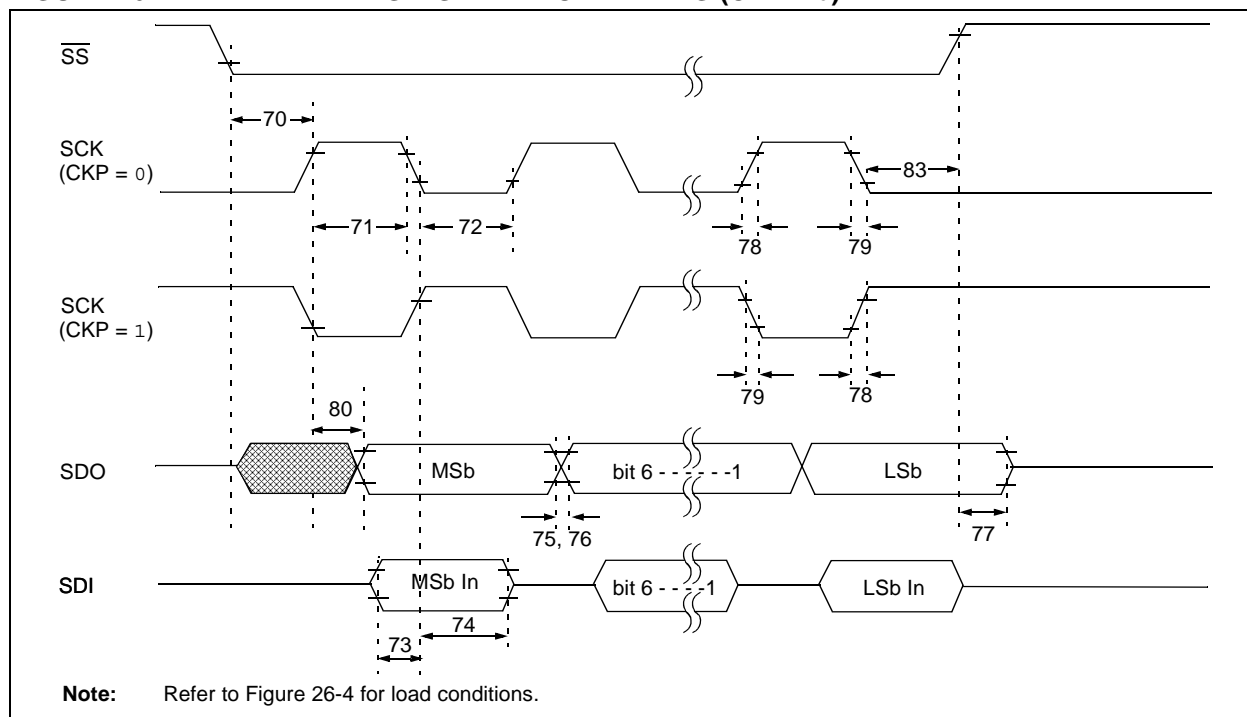 SS
70
SCK
(CKP = 0)
83
71
72
78
79
SCK
(CKP = 1)
79
78
80
SDO
MSb
bit 6 - - - - - -1
LSb
75, 76
77
SDI
MSb In
bit 6 - - - -1
LSb In
74
73
Note: Refer to Figure 26-4 for load conditions.